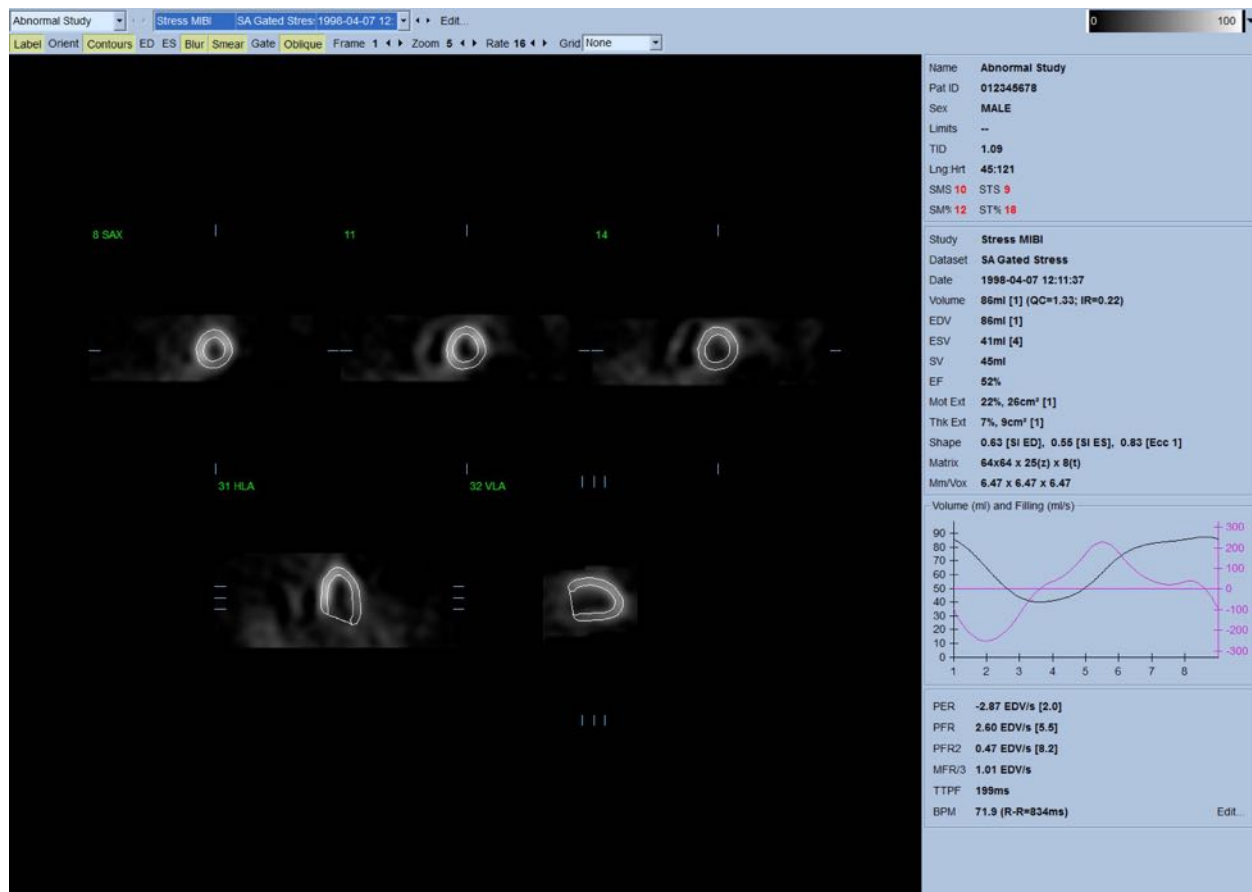 Abnormal Study Stress MIBI SA Gated Stres: 1998-04-07 12: Edit...
0 100
Label Orient Contours ED ES Blur Smear Gate Oblique Frame 1 Zoom 5 Rate 16 Grid None
Name Abnormal Study
Pat ID 012345678
Sex MALE
Limits --
TID 1.09
Lng:Hrt 45:121
SMS 10 STS 9
SM% 12 ST% 18
8 SAX 11 14
Study Stress MIBI
Dataset SA Gated Stress
Date 1998-04-07 12:11:37
Volume 86ml [1] (QC=1.33; IR=0.22)
EDV 86ml [1]
ESV 41ml [4]
SV 45ml
EF 52%
Mot Ext 22%, 26cm² [1]
Thk Ext 7%, 9cm² [1]
Shape 0.63 [SI ED], 0.55 [SI ES], 0.83 [Ecc 1]
Matrix 64x64 x 25(z) x 8(t)
Mm/Vox 6.47 x 6.47 x 6.47
31 HLA 32 VLA
Volume (ml) and Filling (ml/s)
90 300
80 200
70
60 100
50 0
40
30 -100
20 -200
10
0 -300
1 2 3 4 5 6 7 8
PER -2.87 EDV/s [2.0]
PFR 2.60 EDV/s [5.5]
PFR2 0.47 EDV/s [8.2]
MFR/3 1.01 EDV/s
TTPF 199ms
BPM 71.9 (R-R=834ms) Edit...